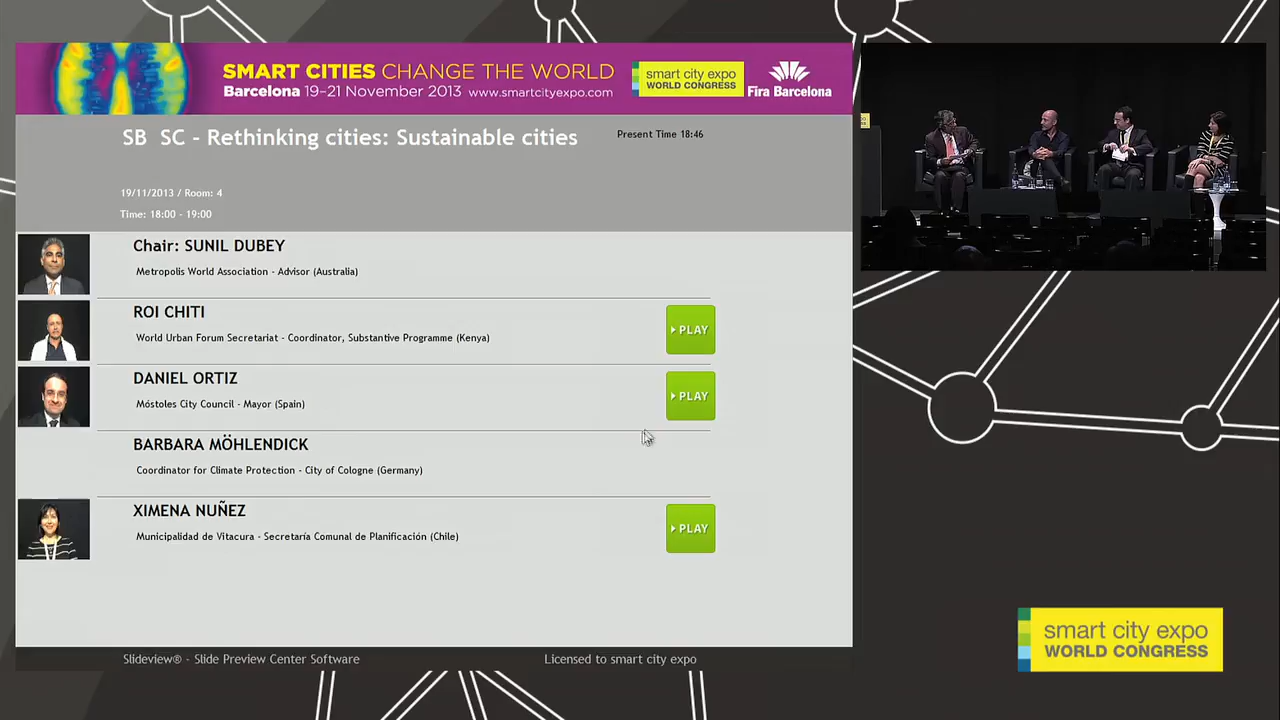 SMART CITIES CHANGE THE WORLD
Barcelona 19-21 November 2013 www.smartcityexpo.com
smart city expo
WORLD CONGRESS
Fira Barcelona
SB SC - Rethinking cities: Sustainable cities
Present Time 18:46
19/11/2013 / Room: 4
Time: 18:00 - 19:00
Chair: SUNIL DUBEY
Metropolis World Association - Advisor (Australia)
ROI CHITI
World Urban Forum Secretariat - Coordinator, Substantive Programme (Kenya)
PLAY
DANIEL ORTIZ
Móstoles City Council - Mayor (Spain)
PLAY
BARBARA MÖHLENDICK
Coordinator for Climate Protection - City of Cologne (Germany)
XIMENA NUÑEZ
Municipalidad de Vitacura - Secretaría Comunal de Planificación (Chile)
PLAY
Slideview® - Slide Preview Center Software
Licensed to smart city expo
smart city expo
WORLD CONGRESS